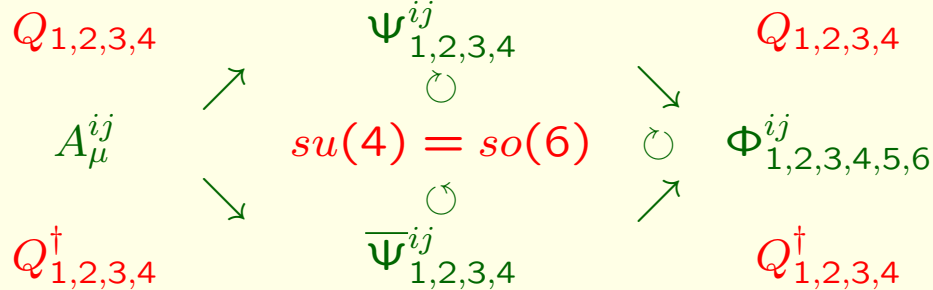 Q_{1,2,3,4} Ψ^{ij}_{1,2,3,4} Q_{1,2,3,4}
↗ ↻ ↘
A^{ij}_μ su(4) = so(6) ↻ Φ^{ij}_{1,2,3,4,5,6}
↘ ↺ ↗
Q^†_{1,2,3,4} \overline{Ψ}^{ij}_{1,2,3,4} Q^†_{1,2,3,4}